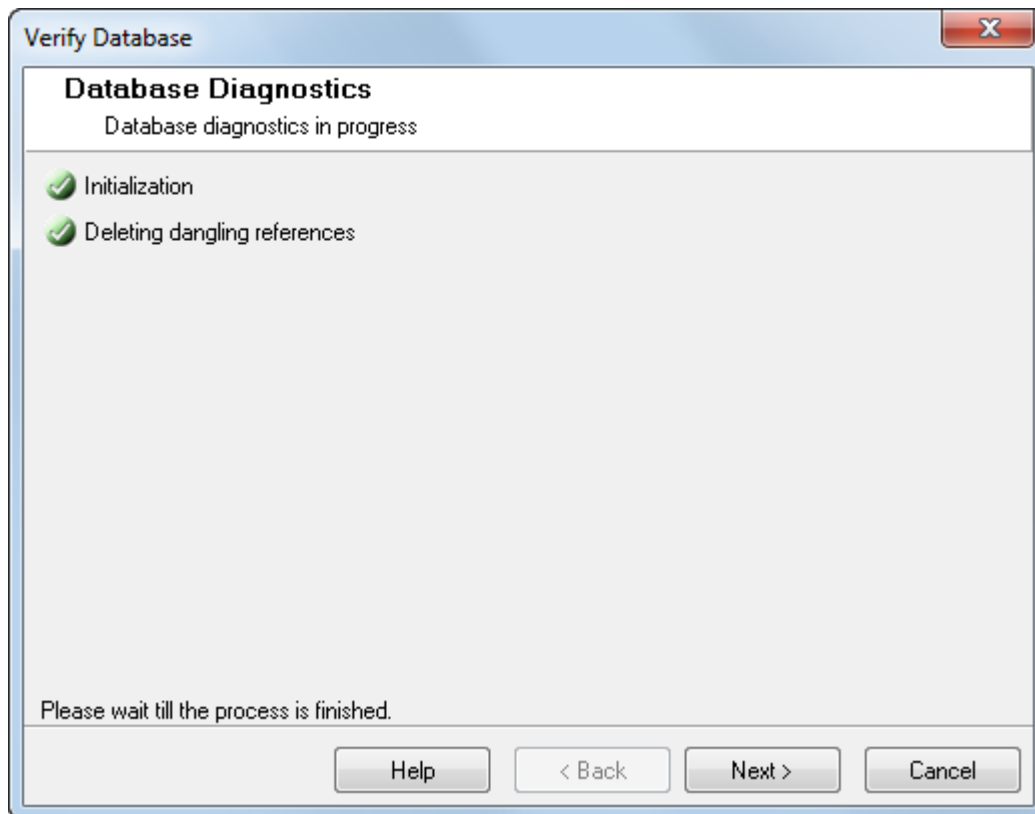 Verify Database
Database Diagnostics
Database diagnostics in progress
Initialization
Deleting dangling references
Please wait till the process is finished.
Help
< Back
Next >
Cancel